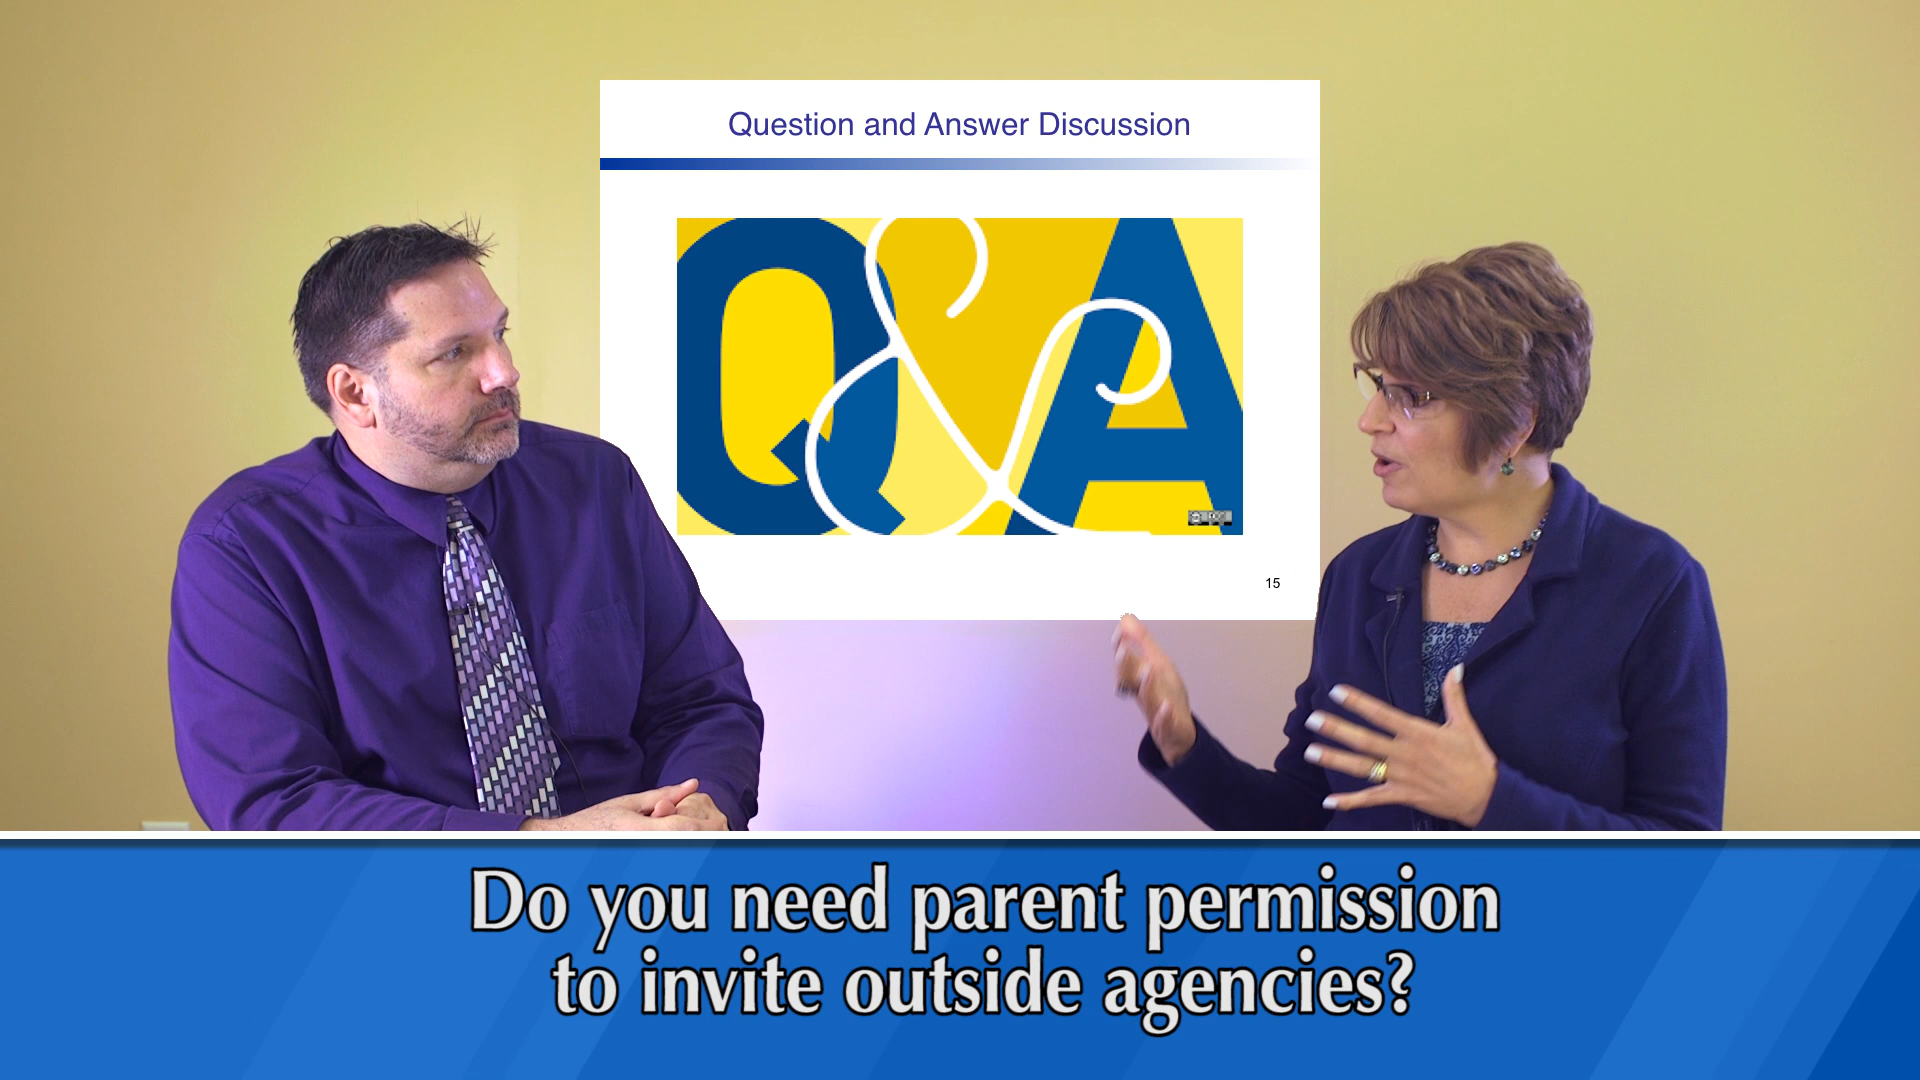 Question and Answer Discussion
Q&A
15
Do you need parent permission
to invite outside agencies?